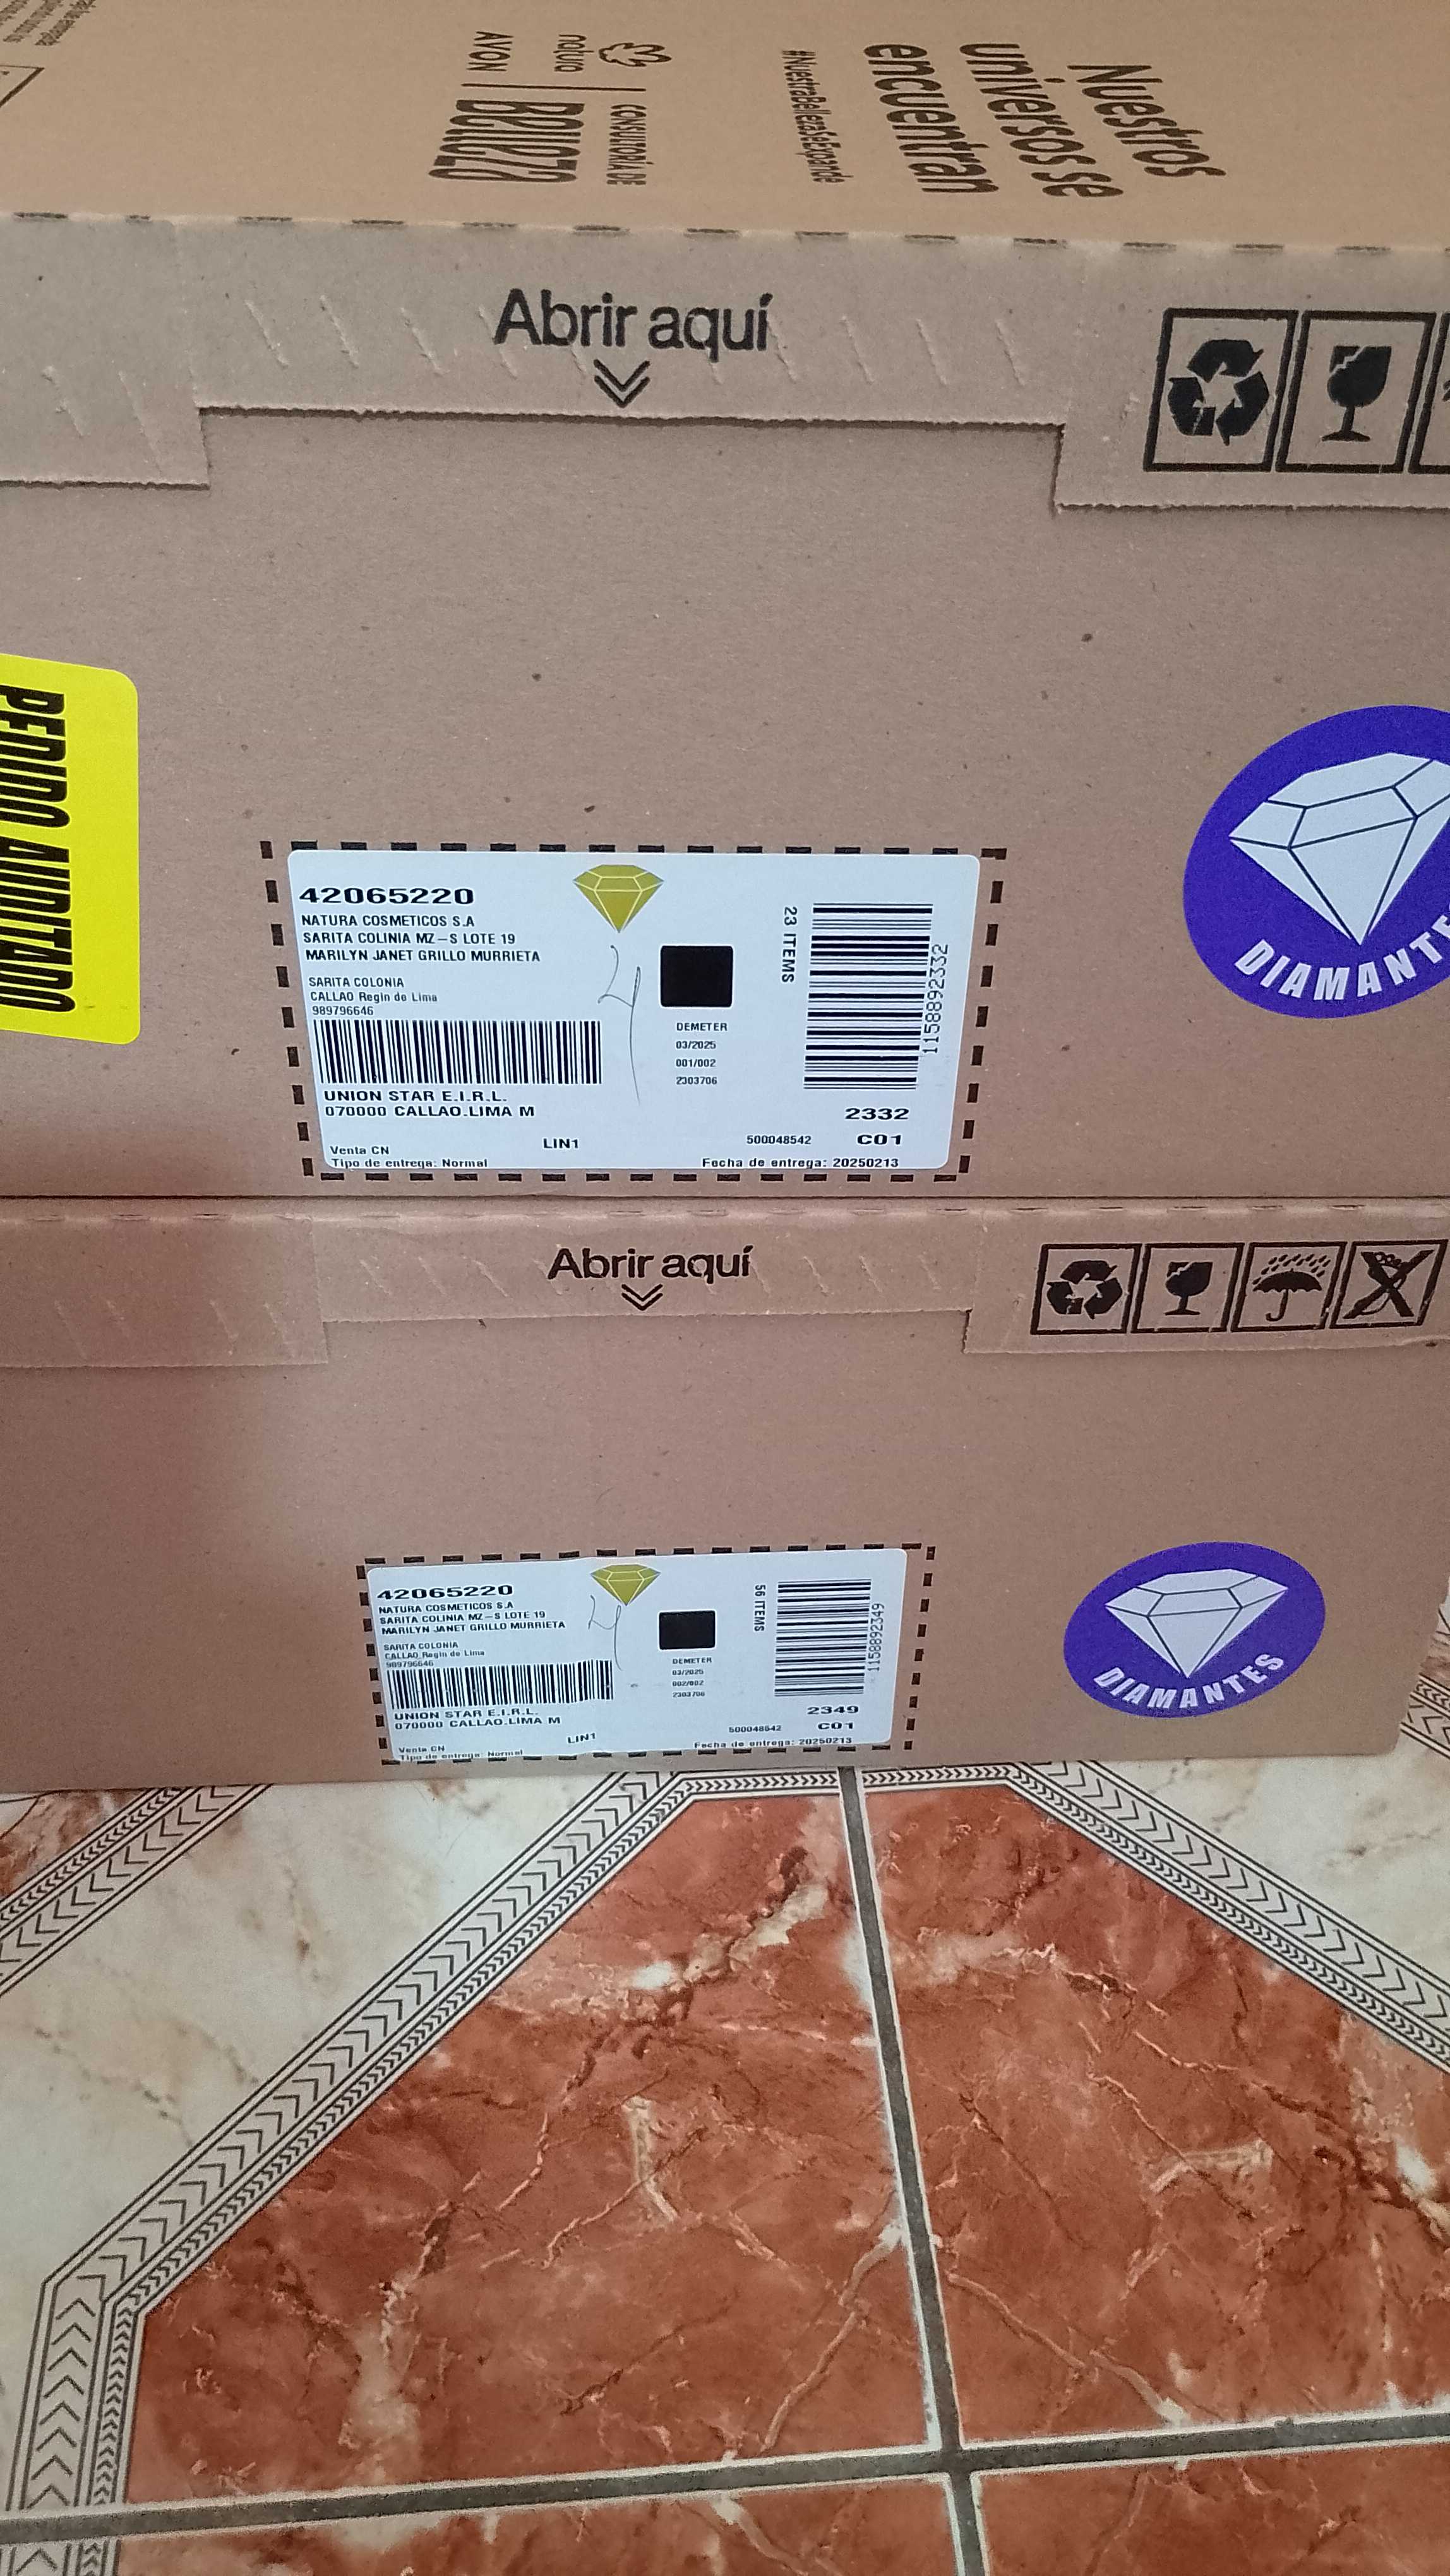 Nuestros
universos se
encuentran
#NuestraBellezaSeExpande
natura
AVON
CONSULTORÍA DE
BELLEZA
Abrir aquí
PEDIDO AUDITADO
DIAMANTE
42065220
NATURA COSMETICOS S.A
SARITA COLINIA MZ-S LOTE 19
MARILYN JANET GRILLO MURRIETA
SARITA COLONIA
CALLAO Regin de Lima
989796646
UNION STAR E.I.R.L.
070000 CALLAO.LIMA M
LIN1
Venta CN
Tipo de entrega: Normal
DEMETER
03/2025
001/002
2303706
23 ITEMS
1158892332
2332
500048542 C01
Fecha de entrega: 20250213
Abrir aquí
42065220
NATURA COSMETICOS S.A
SARITA COLINIA MZ-S LOTE 19
MARILYN JANET GRILLO MURRIETA
SARITA COLONIA
CALLAO Regin de Lima
989796646
UNION STAR E.I.R.L.
070000 CALLAO.LIMA M
LIN1
Venta CN
Tipo de entrega: Normal
DEMETER
03/2025
002/002
2303706
56 ITEMS
1158892349
2349
500048542 C01
Fecha de entrega: 20250213
DIAMANTES